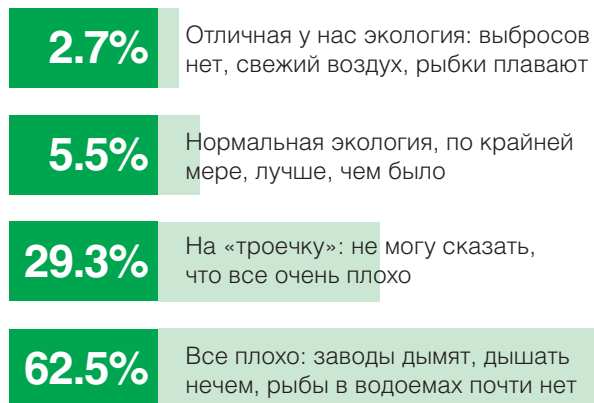 2.7%
Отличная у нас экология: выбросов
нет, свежий воздух, рыбки плавают
5.5%
Нормальная экология, по крайней
мере, лучше, чем было
29.3%
На «троечку»: не могу сказать,
что все очень плохо
62.5%
Все плохо: заводы дымят, дышать
нечем, рыбы в водоемах почти нет